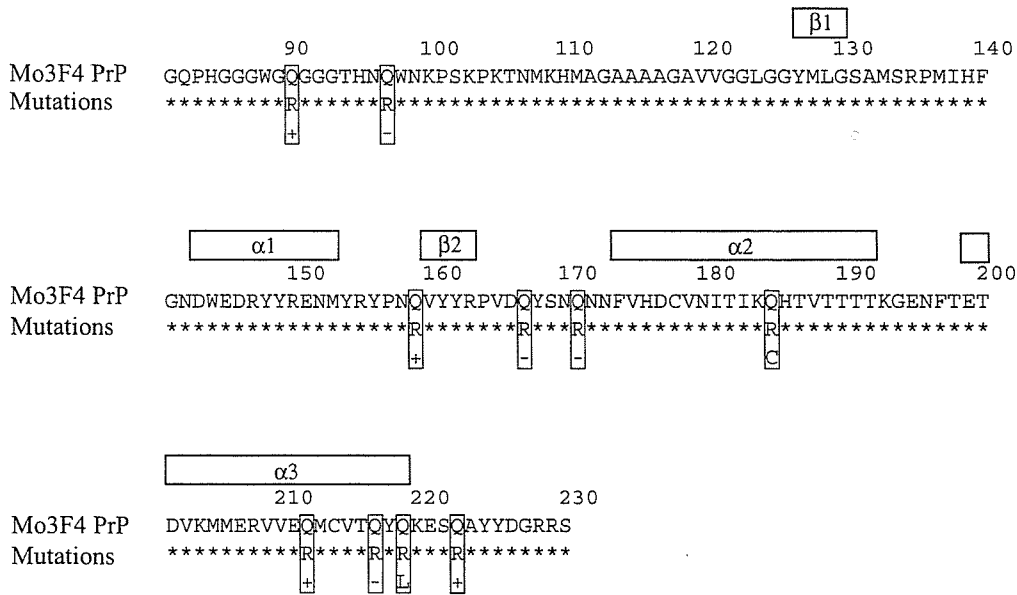 β1
90 100 110 120 130 140
Mo3F4 PrP GQPHGGGWGQGGGTHNQWNKPSKPKTNMKHMAGAAAAGAVVGGLGGYMLGSAMSRPMIHF
Mutations *********R******R********************************************
+ -
α1 β2 α2
150 160 170 180 190 200
Mo3F4 PrP GNDWEDRYYRENMYRYPNQVYYRPVDQYSNQNNFVHDCVNITIKQHTVTTTTKGENFTET
Mutations ******************R*******R***R*************R***************
+ - - C
α3
210 220 230
Mo3F4 PrP DVKMMERVVEQMCVTQYQKESQAYYDGRRS
Mutations **********R****R*R***R********
+ - L +